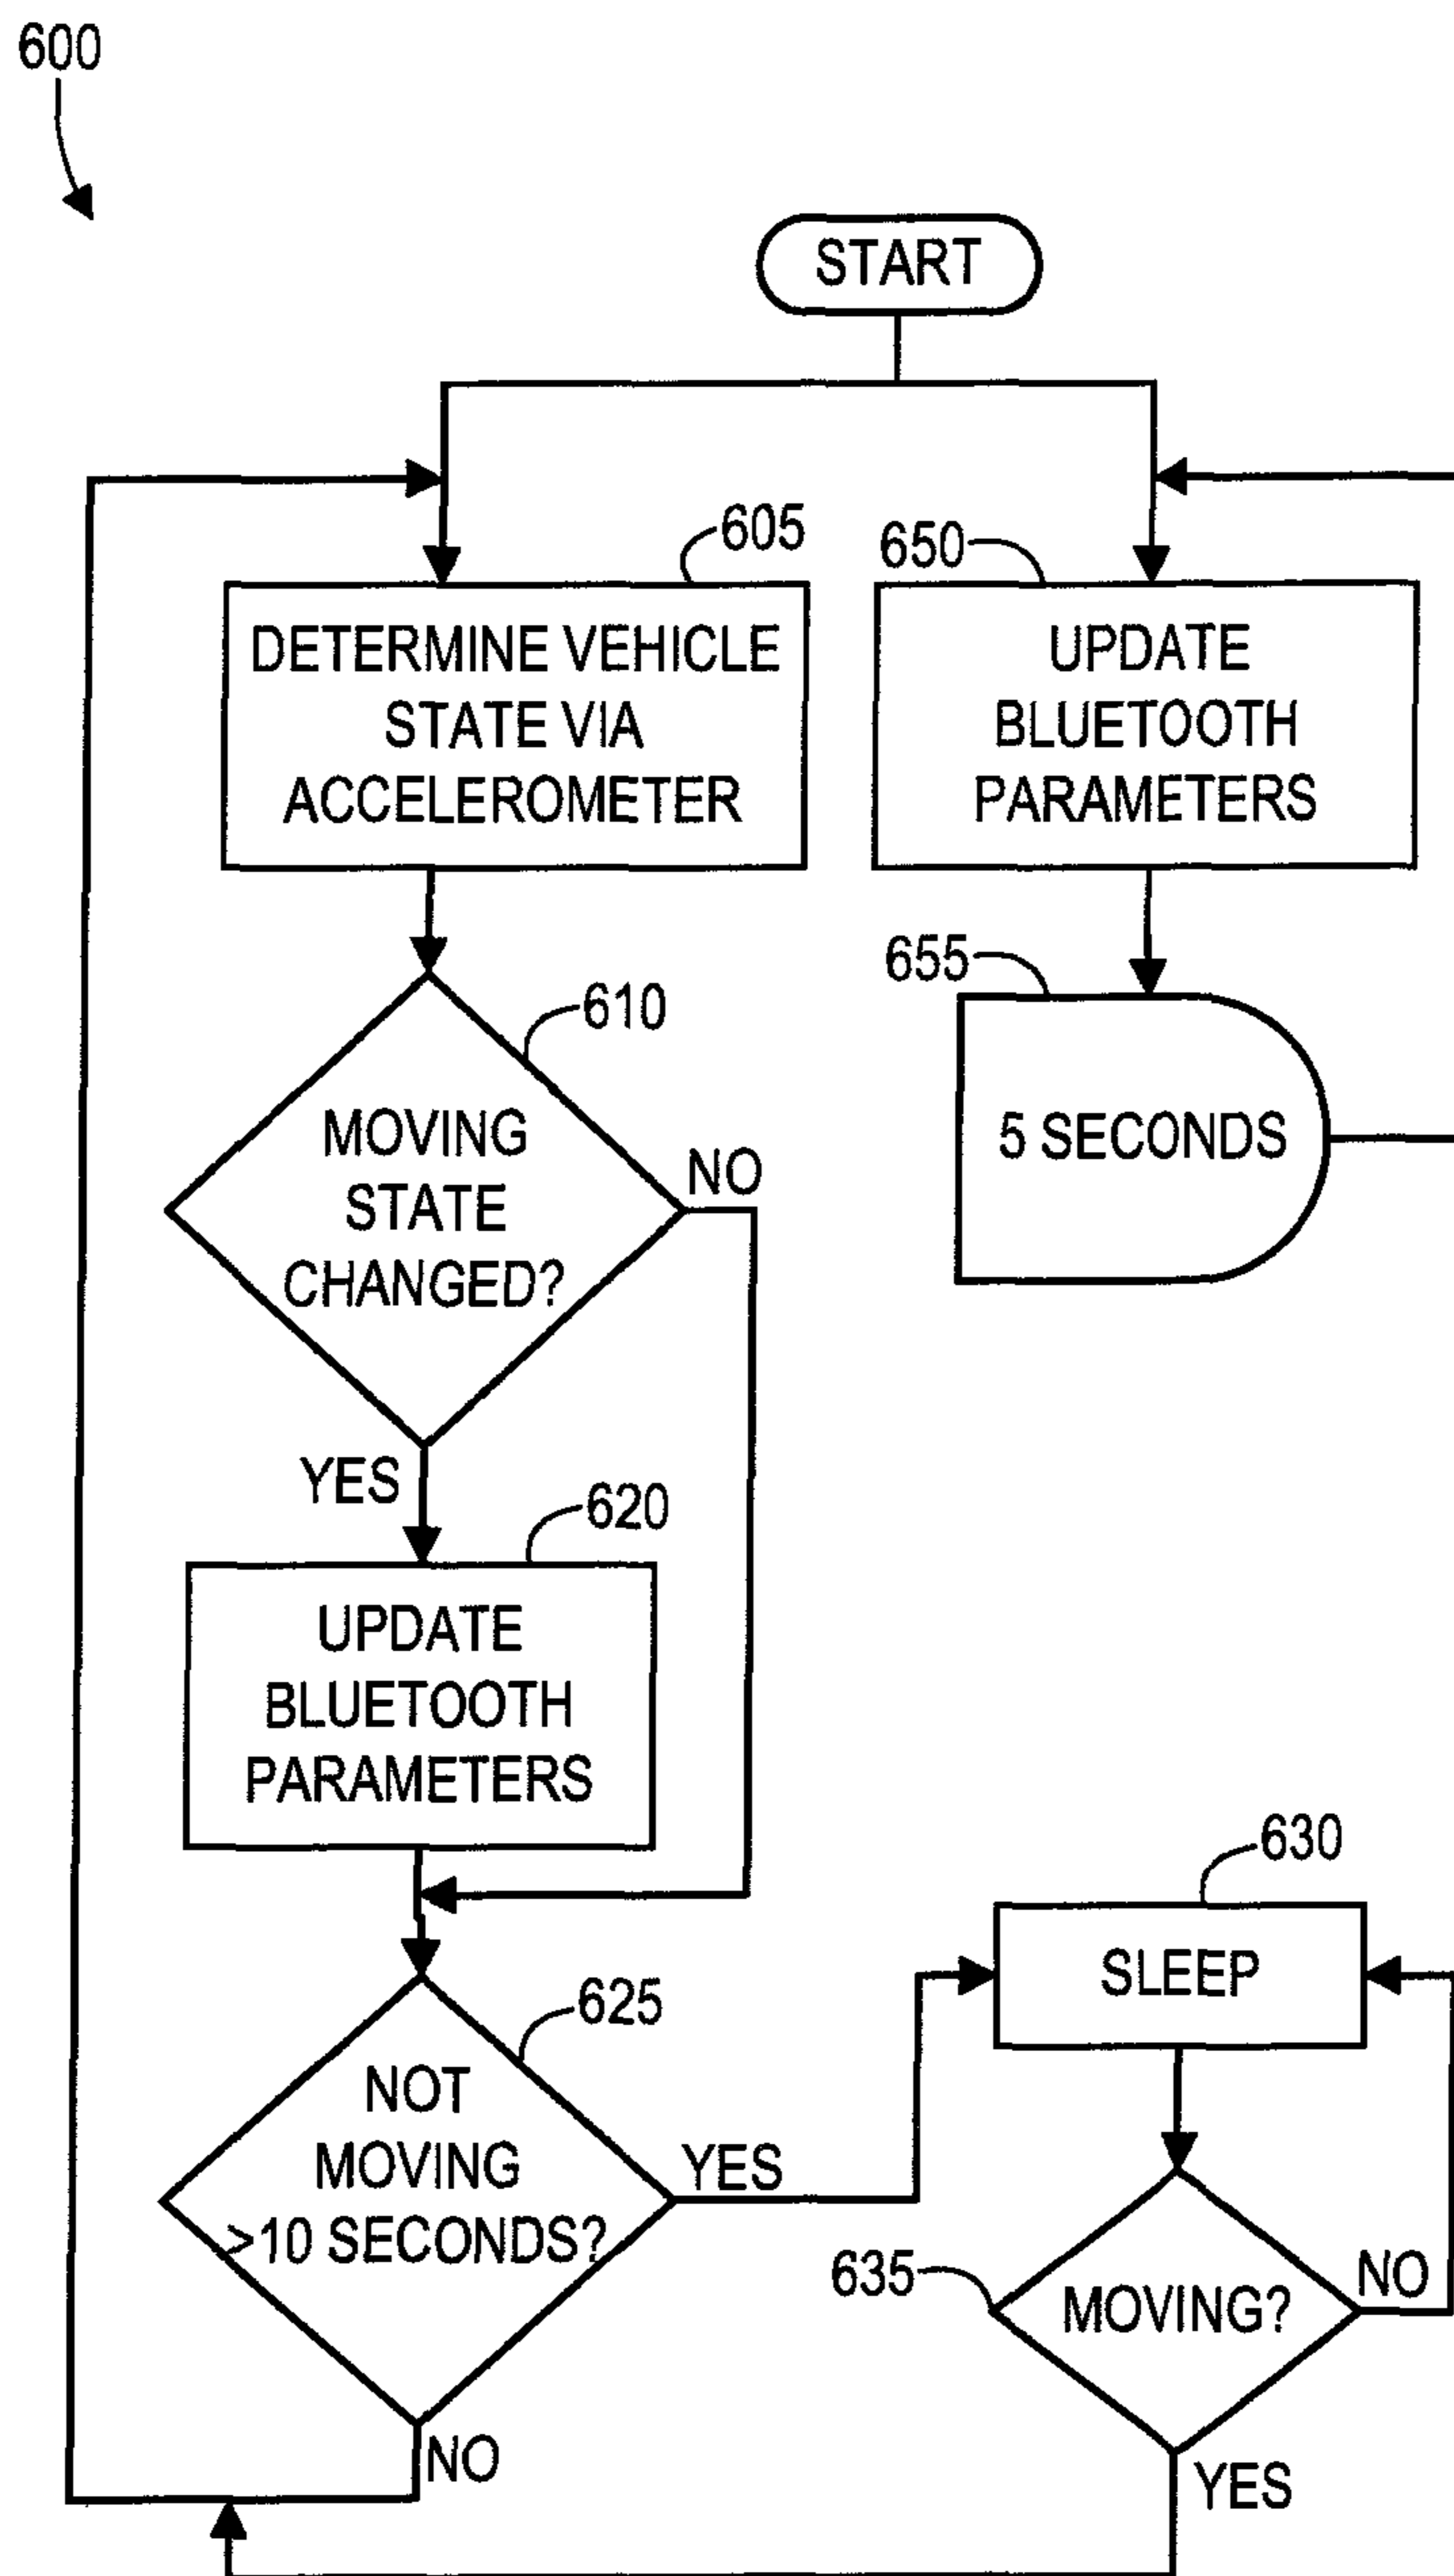 600
START
605
DETERMINE VEHICLE
STATE VIA
ACCELEROMETER
650
UPDATE
BLUETOOTH
PARAMETERS
655
5 SECONDS
610
MOVING
STATE
CHANGED?
NO
YES
620
UPDATE
BLUETOOTH
PARAMETERS
625
NOT
MOVING
>10 SECONDS?
YES
NO
630
SLEEP
635
MOVING?
NO
YES